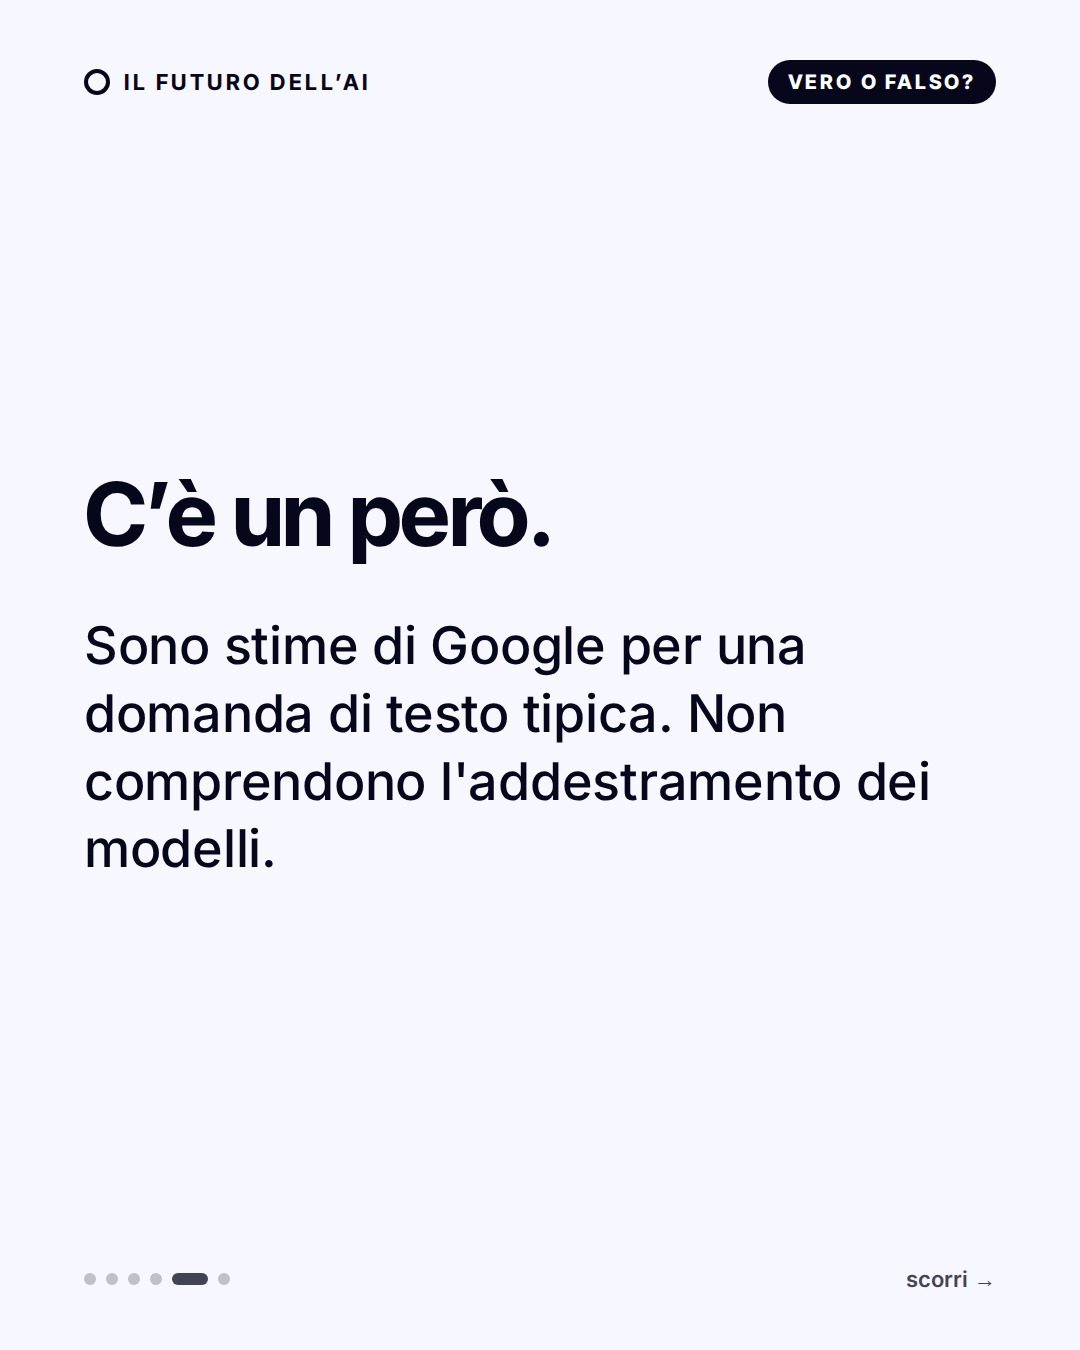 IL FUTURO DELL’AI
VERO O FALSO?
C’è un però.
Sono stime di Google per una
domanda di testo tipica. Non
comprendono l'addestramento dei
modelli.
scorri →